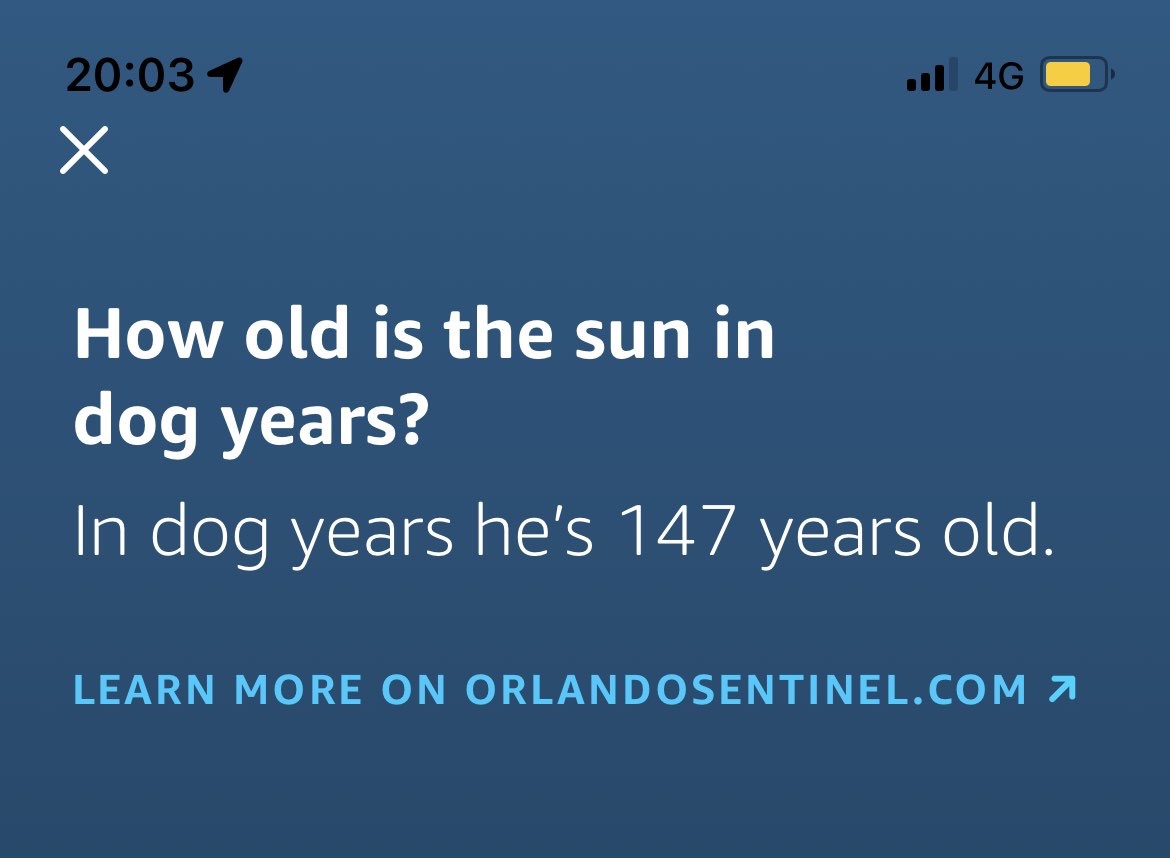 20:03 4G
How old is the sun in
dog years?
In dog years he's 147 years old.
LEARN MORE ON ORLANDOSENTINEL.COM